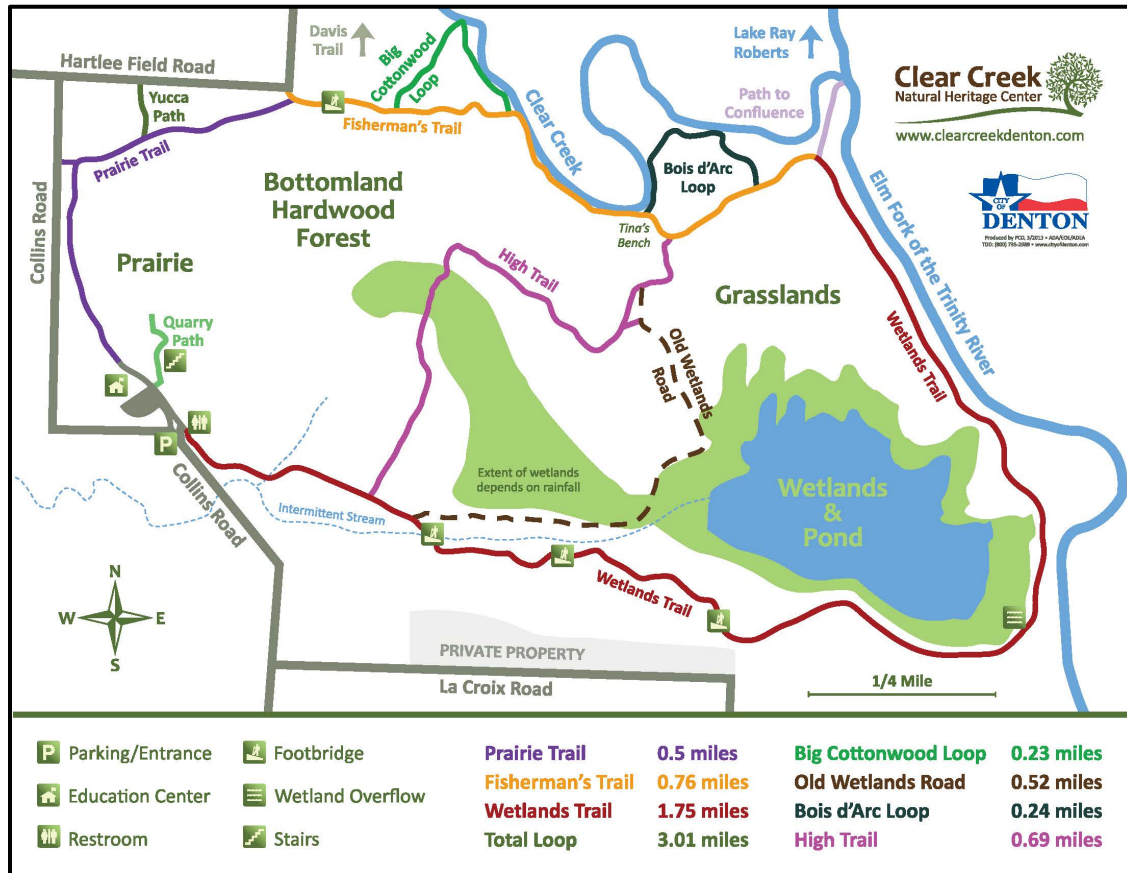 Davis
Trail
Lake Ray
Roberts
Hartlee Field Road
Big
Cottonwood
Loop
Clear Creek
Natural Heritage Center
www.clearcreekdenton.com
Yucca
Path
Path to
Confluence
Fisherman's Trail
Clear Creek
Prairie Trail
Bois d'Arc
Loop
CITY
OF
DENTON
Bottomland
Hardwood
Forest
Tina's
Bench
Elm Fork of the Trinity River
Collins Road
Prairie
High Trail
Grasslands
Quarry
Path
Old Wetlands
Road
Wetlands Trail
P
Collins Road
Extent of wetlands
depends on rainfall
Wetlands
&
Pond
Intermittent Stream
Wetlands Trail
N
W
E
S
PRIVATE PROPERTY
La Croix Road
1/4 Mile
P Parking/Entrance
Footbridge
Prairie Trail 0.5 miles
Big Cottonwood Loop 0.23 miles
Education Center
Wetland Overflow
Fisherman's Trail 0.76 miles
Old Wetlands Road 0.52 miles
Wetlands Trail 1.75 miles
Bois d'Arc Loop 0.24 miles
Restroom
Stairs
Total Loop 3.01 miles
High Trail 0.69 miles